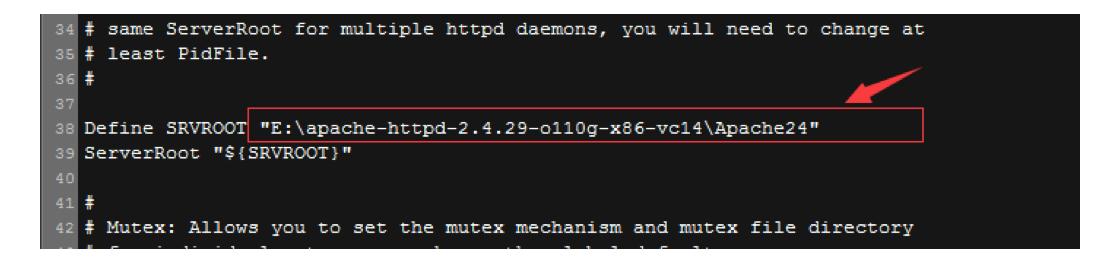 34 # same ServerRoot for multiple httpd daemons, you will need to change at
35 # least PidFile.
36 #
37
38 Define SRVROOT "E:\apache-httpd-2.4.29-o110g-x86-vc14\Apache24"
39 ServerRoot "${SRVROOT}"
40
41 #
42 # Mutex: Allows you to set the mutex mechanism and mutex file directory